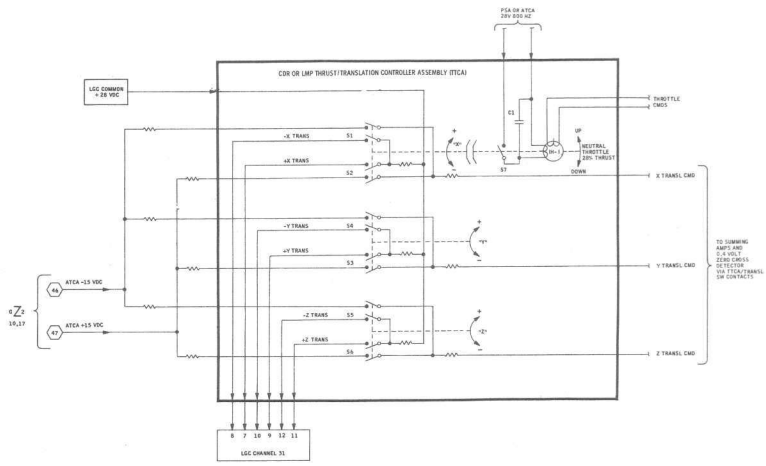 PSA OR ATCA
28V 800 HZ
CDR OR LMP THRUST/TRANSLATION CONTROLLER ASSEMBLY (TTCA)
LGC COMMON
+28 VDC
C1
THROTTLE
CMDS
UP
NEUTRAL
THROTTLE
28% THRUST
DOWN
S7
+
"X"
-
-X TRANS
S1
+X TRANS
S2
X TRANSL CMD
-Y TRANS
S4
+Y TRANS
S3
+
"Y"
-
Y TRANSL CMD
TO SUMMING
AMPS AND
0.4 VOLT
ZERO CROSS
DETECTOR
VIA TTCA/TRANSL
SW CONTACTS
46
ATCA -15 VDC
G Z 2
19,17
47
ATCA +15 VDC
-Z TRANS
S5
+Z TRANS
S6
+
"Z"
-
Z TRANSL CMD
8 7 10 9 12 11
LGC CHANNEL 31